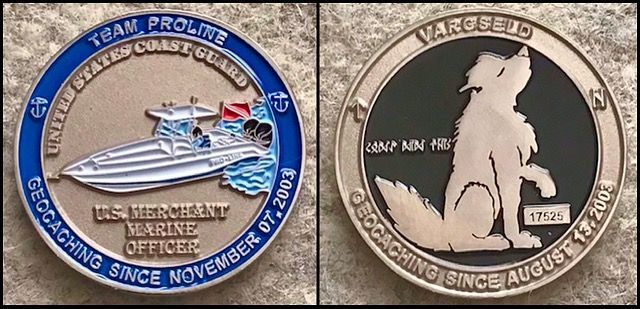 TEAM PROLINE
UNITED STATES COAST GUARD
U.S. MERCHANT
MARINE
OFFICER
GEOCACHING SINCE NOVEMBER, 07, 2003
VARGSELD
N
17525
GEOCACHING SINCE AUGUST 13, 2003